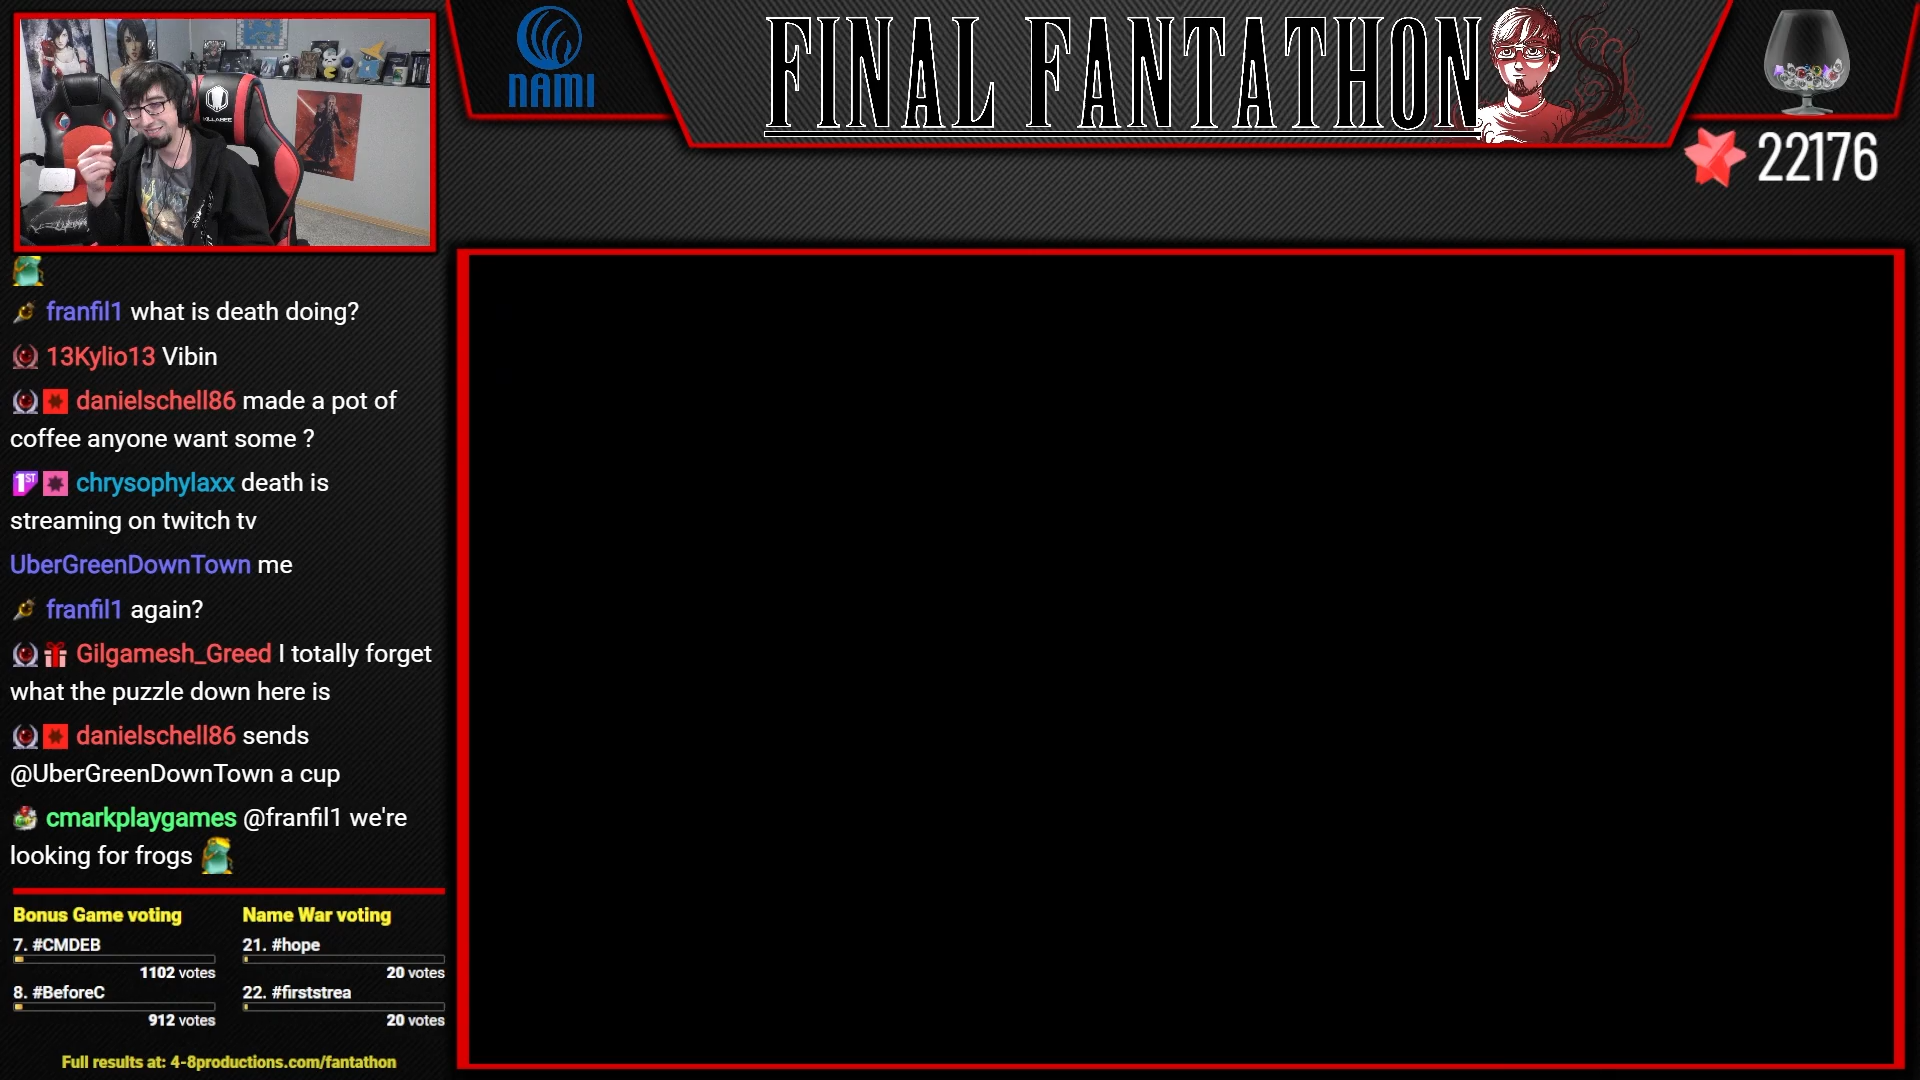 NAMI
FINAL FANTATHON
22176
KILLABEE
franfil1 what is death doing?
13Kylio13 Vibin
danielschell86 made a pot of
coffee anyone want some ?
1ST chrysophylaxx death is
streaming on twitch tv
UberGreenDownTown me
franfil1 again?
Gilgamesh_Greed I totally forget
what the puzzle down here is
danielschell86 sends
@UberGreenDownTown a cup
cmarkplaygames @franfil1 we're
looking for frogs
Bonus Game voting
7. #CMDEB
1102 votes
8. #BeforeC
912 votes
Name War voting
21. #hope
20 votes
22. #firststrea
20 votes
Full results at: 4-8productions.com/fantathon